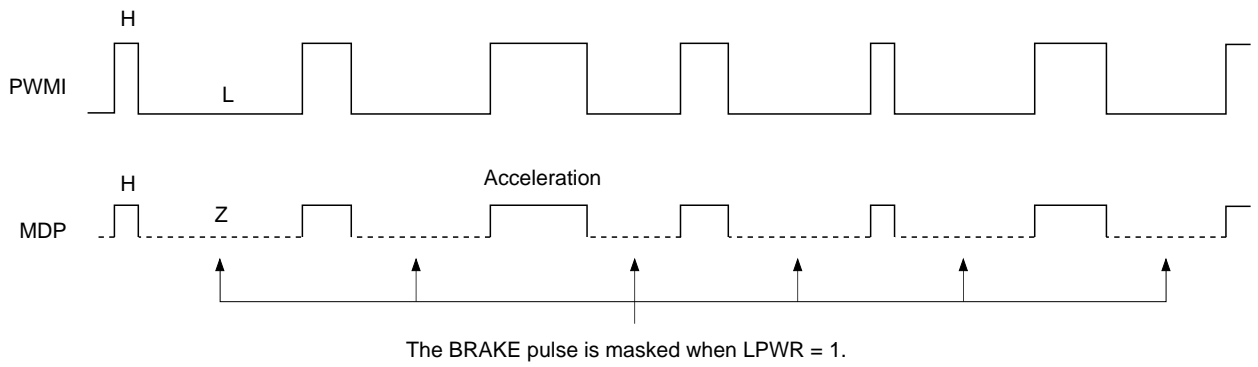 H
PWMI
L
Acceleration
H
Z
MDP
The BRAKE pulse is masked when LPWR = 1.